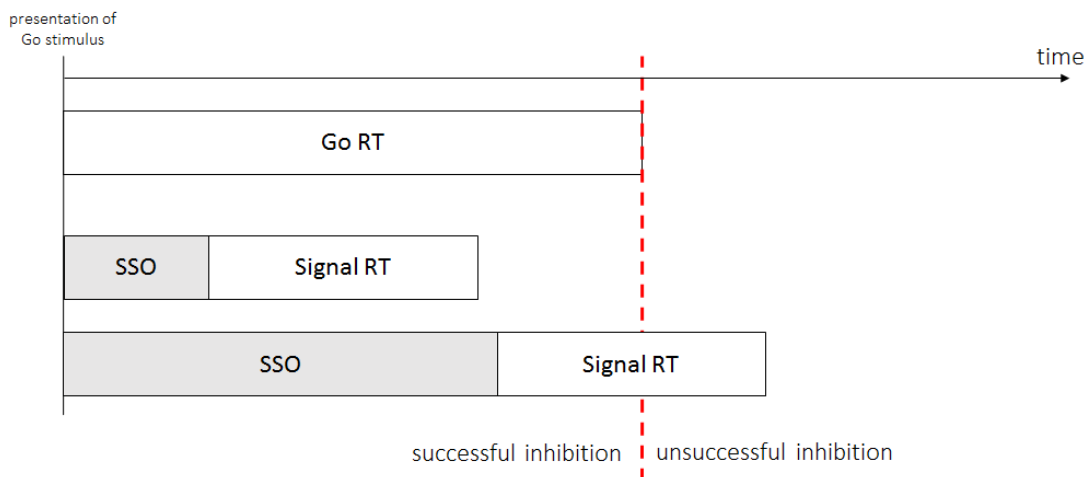 presentation of
Go stimulus
time
Go RT
SSO
Signal RT
SSO
Signal RT
successful inhibition
unsuccessful inhibition